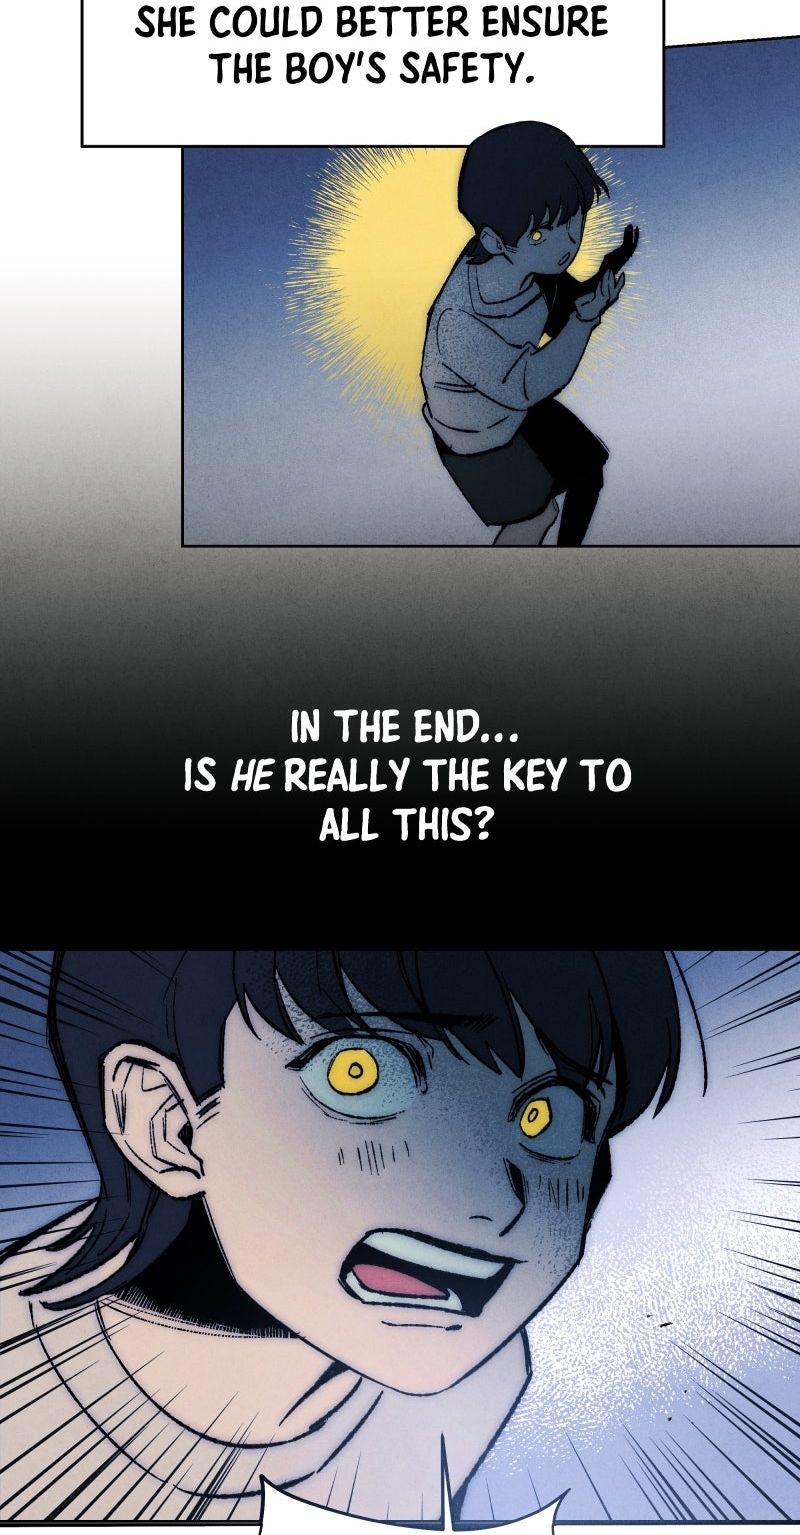 SHE COULD BETTER ENSURE
THE BOY'S SAFETY.
IN THE END...
IS HE REALLY THE KEY TO
ALL THIS?